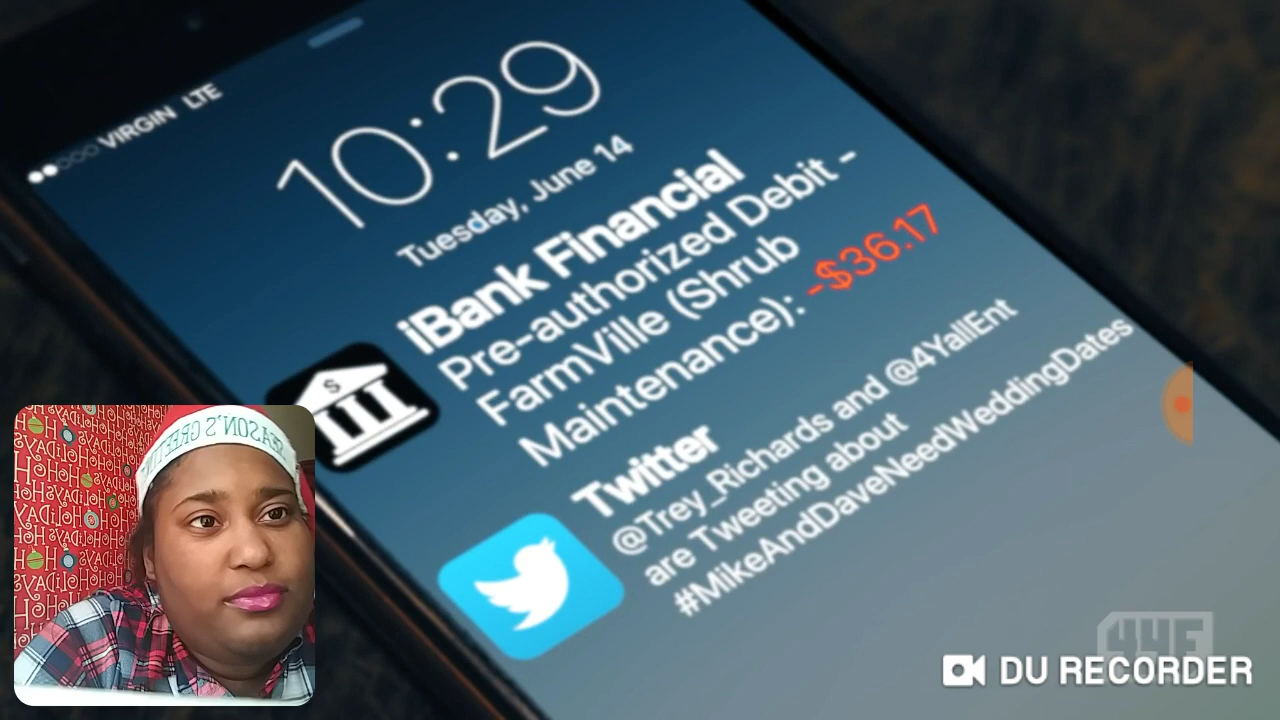 VIRGIN LTE
10:29
Tuesday, June 14
iBank Financial
Pre-authorized Debit -
FarmVille (Shrub
Maintenance): -$36.17
Twitter
@Trey_Richards and @4YallEnt
are Tweeting about
#MikeAndDaveNeedWeddingDates
44E
DU RECORDER